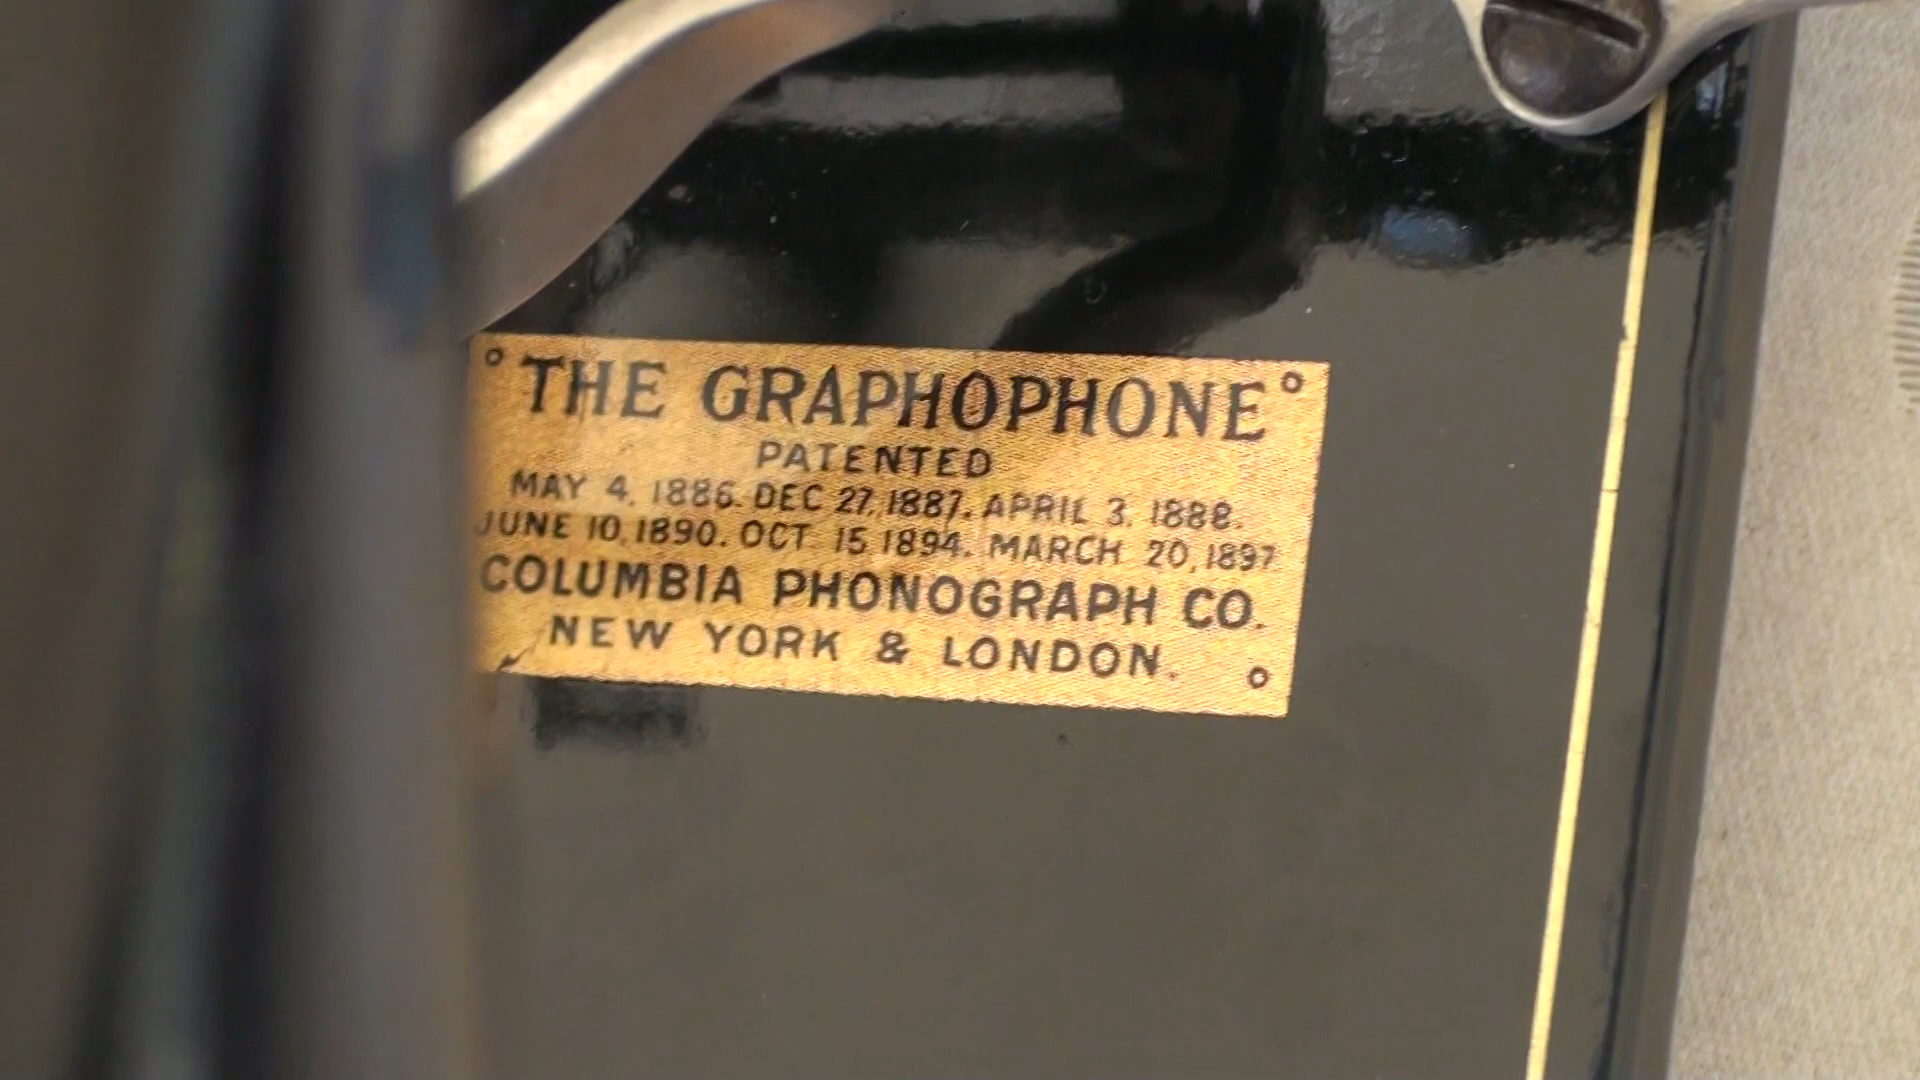 THE GRAPHOPHONE
PATENTED
MAY 4, 1886. DEC 27, 1887. APRIL 3, 1888.
JUNE 10, 1890. OCT. 15 1894. MARCH 20, 1897
COLUMBIA PHONOGRAPH CO.
NEW YORK & LONDON.